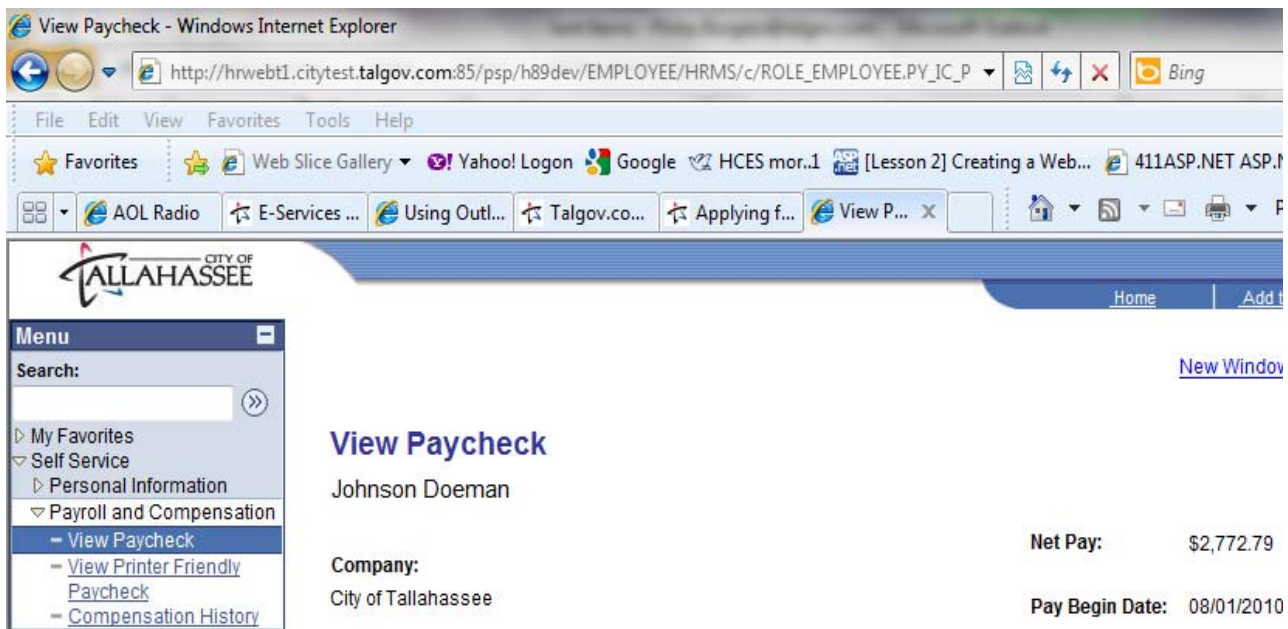 View Paycheck - Windows Internet Explorer
http://hrwebt1.citytest.talgov.com:85/psp/h89dev/EMPLOYEE/HRMS/c/ROLE_EMPLOYEE.PY_IC_P
Bing
File Edit View Favorites Tools Help
Favorites Web Slice Gallery Yahoo! Logon Google HCES mor..1 [Lesson 2] Creating a Web... 411ASP.NET ASP.N
AOL Radio E-Services ... Using Outl... Talgov.co... Applying f... View P... P
CITY OF
TALLAHASSEE
Home Add t
Menu
Search:
New Window
My Favorites
Self Service
Personal Information
Payroll and Compensation
View Paycheck
View Printer Friendly
Paycheck
Compensation History
View Paycheck
Johnson Doeman
Company:
City of Tallahassee
Net Pay: $2,772.79
Pay Begin Date: 08/01/2010